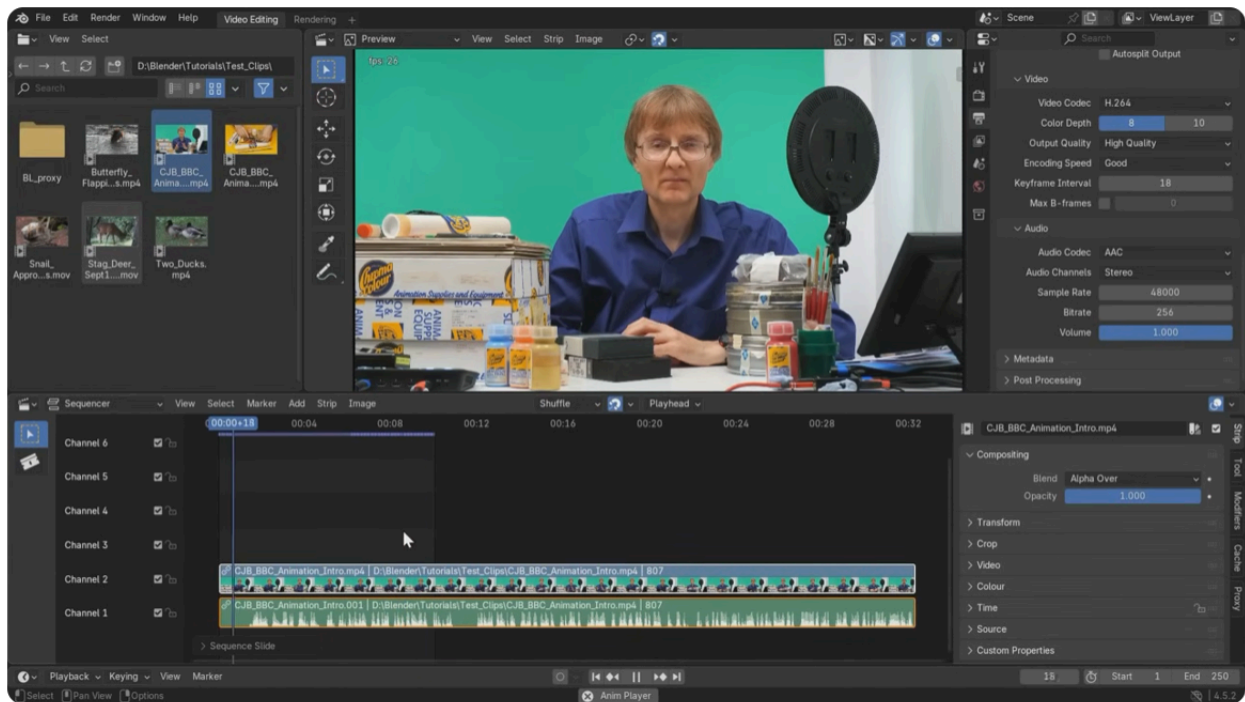 File Edit Render Window Help Video Editing Rendering + Scene ViewLayer
View Select Preview View Select Strip Image Search
D:\Blender\Tutorials\Test_Clips\
Search
BL_proxy
Butterfly_
Flappi...s.mp4
CJB_BBC_
Anima....mp4
CJB_BBC_
Anima....mp4
Snail_
Appro...s.mov
Stag_Deer_
Sept1....mov
Two_Ducks.
mp4
fps: 26
Chroma
colour
Animation Supplies and Equipment
Autosplit Output
Video
Video Codec H.264
Color Depth 8 10
Output Quality High Quality
Encoding Speed Good
Keyframe Interval 18
Max B-frames 0
Audio
Audio Codec AAC
Audio Channels Stereo
Sample Rate 48000
Bitrate 256
Volume 1.000
Metadata
Post Processing
Sequencer View Select Marker Add Strip Image Shuffle Playhead
00:00+18 00:04 00:08 00:12 00:16 00:20 00:24 00:28 00:32
Channel 6
Channel 5
Channel 4
Channel 3
Channel 2
CJB_BBC_Animation_Intro.mp4 | D:\Blender\Tutorials\Test_Clips\CJB_BBC_Animation_Intro.mp4 | 807
Channel 1
CJB_BBC_Animation_Intro.001 | D:\Blender\Tutorials\Test_Clips\CJB_BBC_Animation_Intro.mp4 | 807
Sequence Slide
CJB_BBC_Animation_Intro.mp4
Compositing
Blend Alpha Over
Opacity 1.000
Transform
Crop
Video
Colour
Time
Source
Custom Properties
Strip
Tool
Modifiers
Cache
Proxy
Playback Keying View Marker 18 Start 1 End 250
Select Pan View Options Anim Player 4.5.2